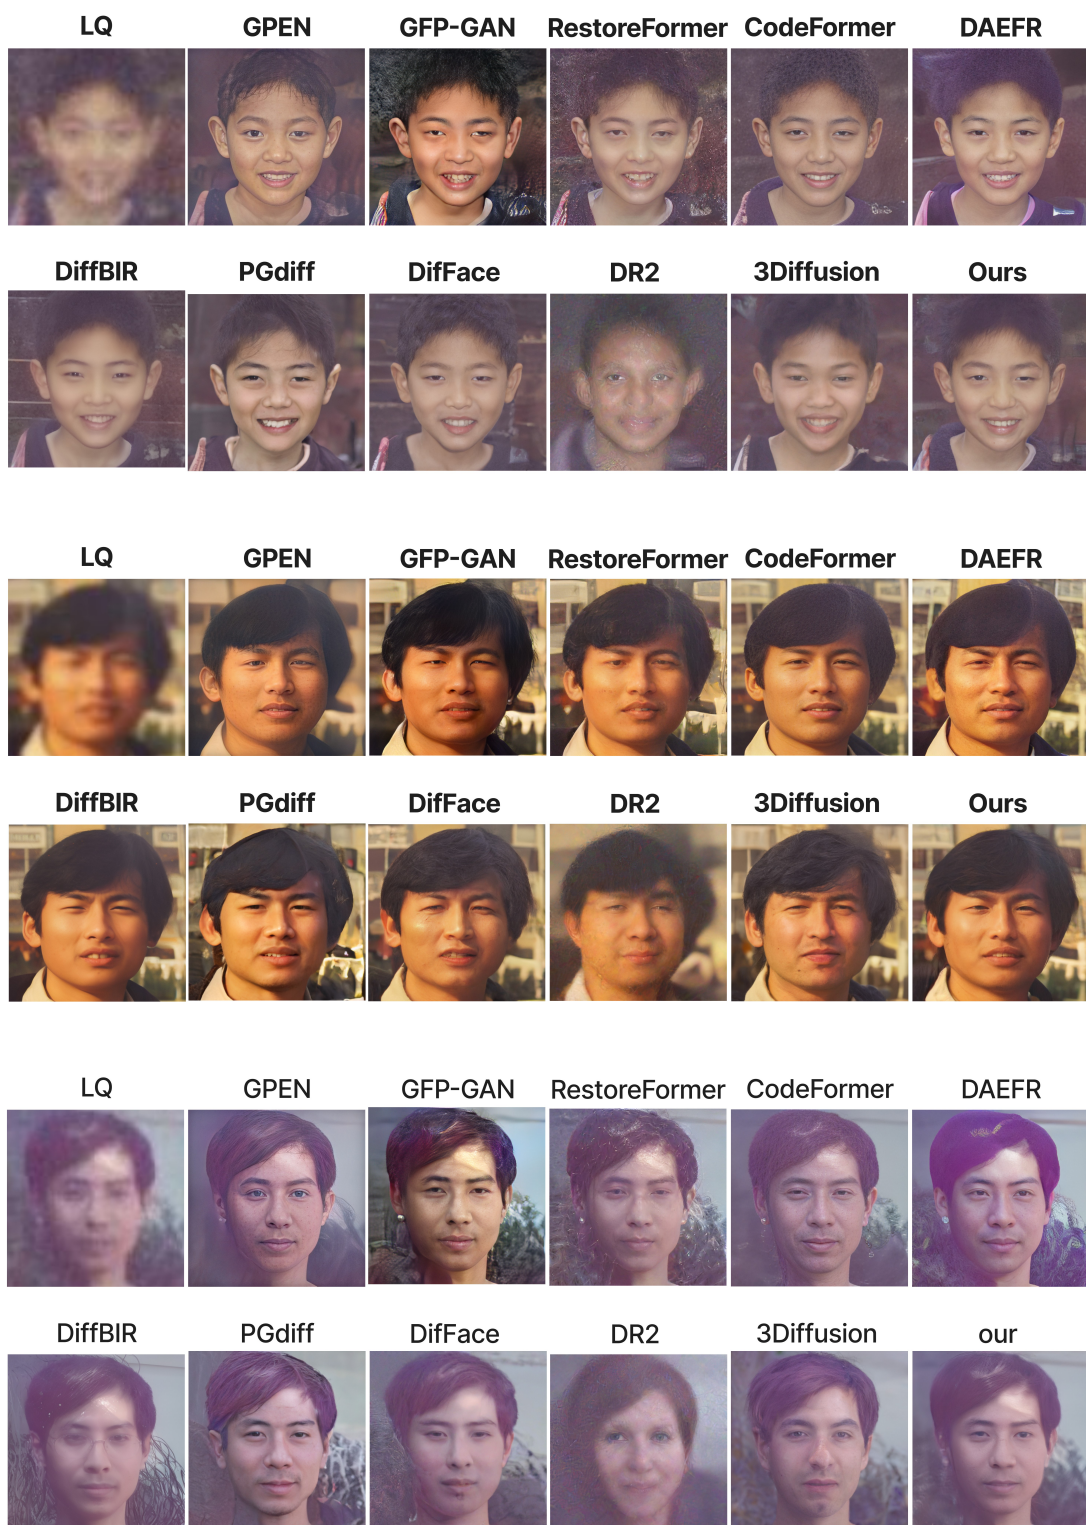 LQ GPEN GFP-GAN RestoreFormer CodeFormer DAEFR
DiffBIR PGdiff DifFace DR2 3Diffusion Ours
LQ GPEN GFP-GAN RestoreFormer CodeFormer DAEFR
DiffBIR PGdiff DifFace DR2 3Diffusion Ours
LQ GPEN GFP-GAN RestoreFormer CodeFormer DAEFR
DiffBIR PGdiff DifFace DR2 3Diffusion our